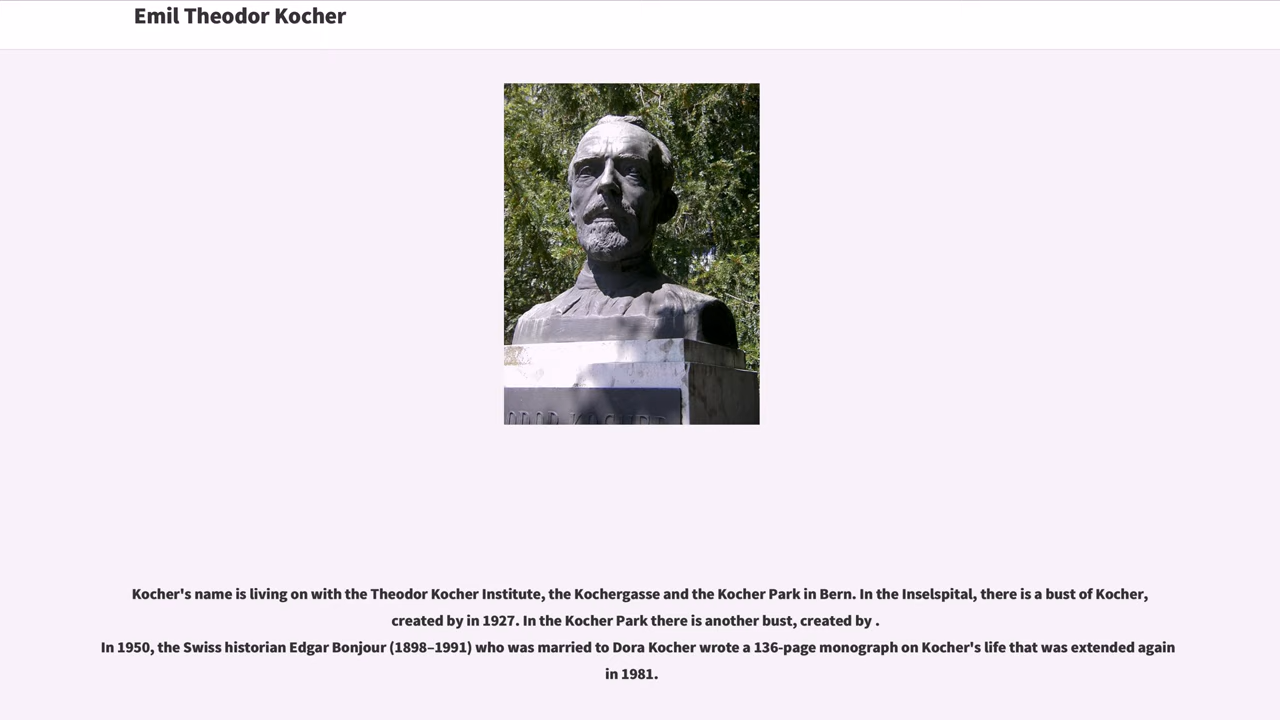 Emil Theodor Kocher
ODOR KOCHER
Kocher's name is living on with the Theodor Kocher Institute, the Kochergasse and the Kocher Park in Bern. In the Inselspital, there is a bust of Kocher,
created by in 1927. In the Kocher Park there is another bust, created by .
In 1950, the Swiss historian Edgar Bonjour (1898–1991) who was married to Dora Kocher wrote a 136-page monograph on Kocher's life that was extended again
in 1981.